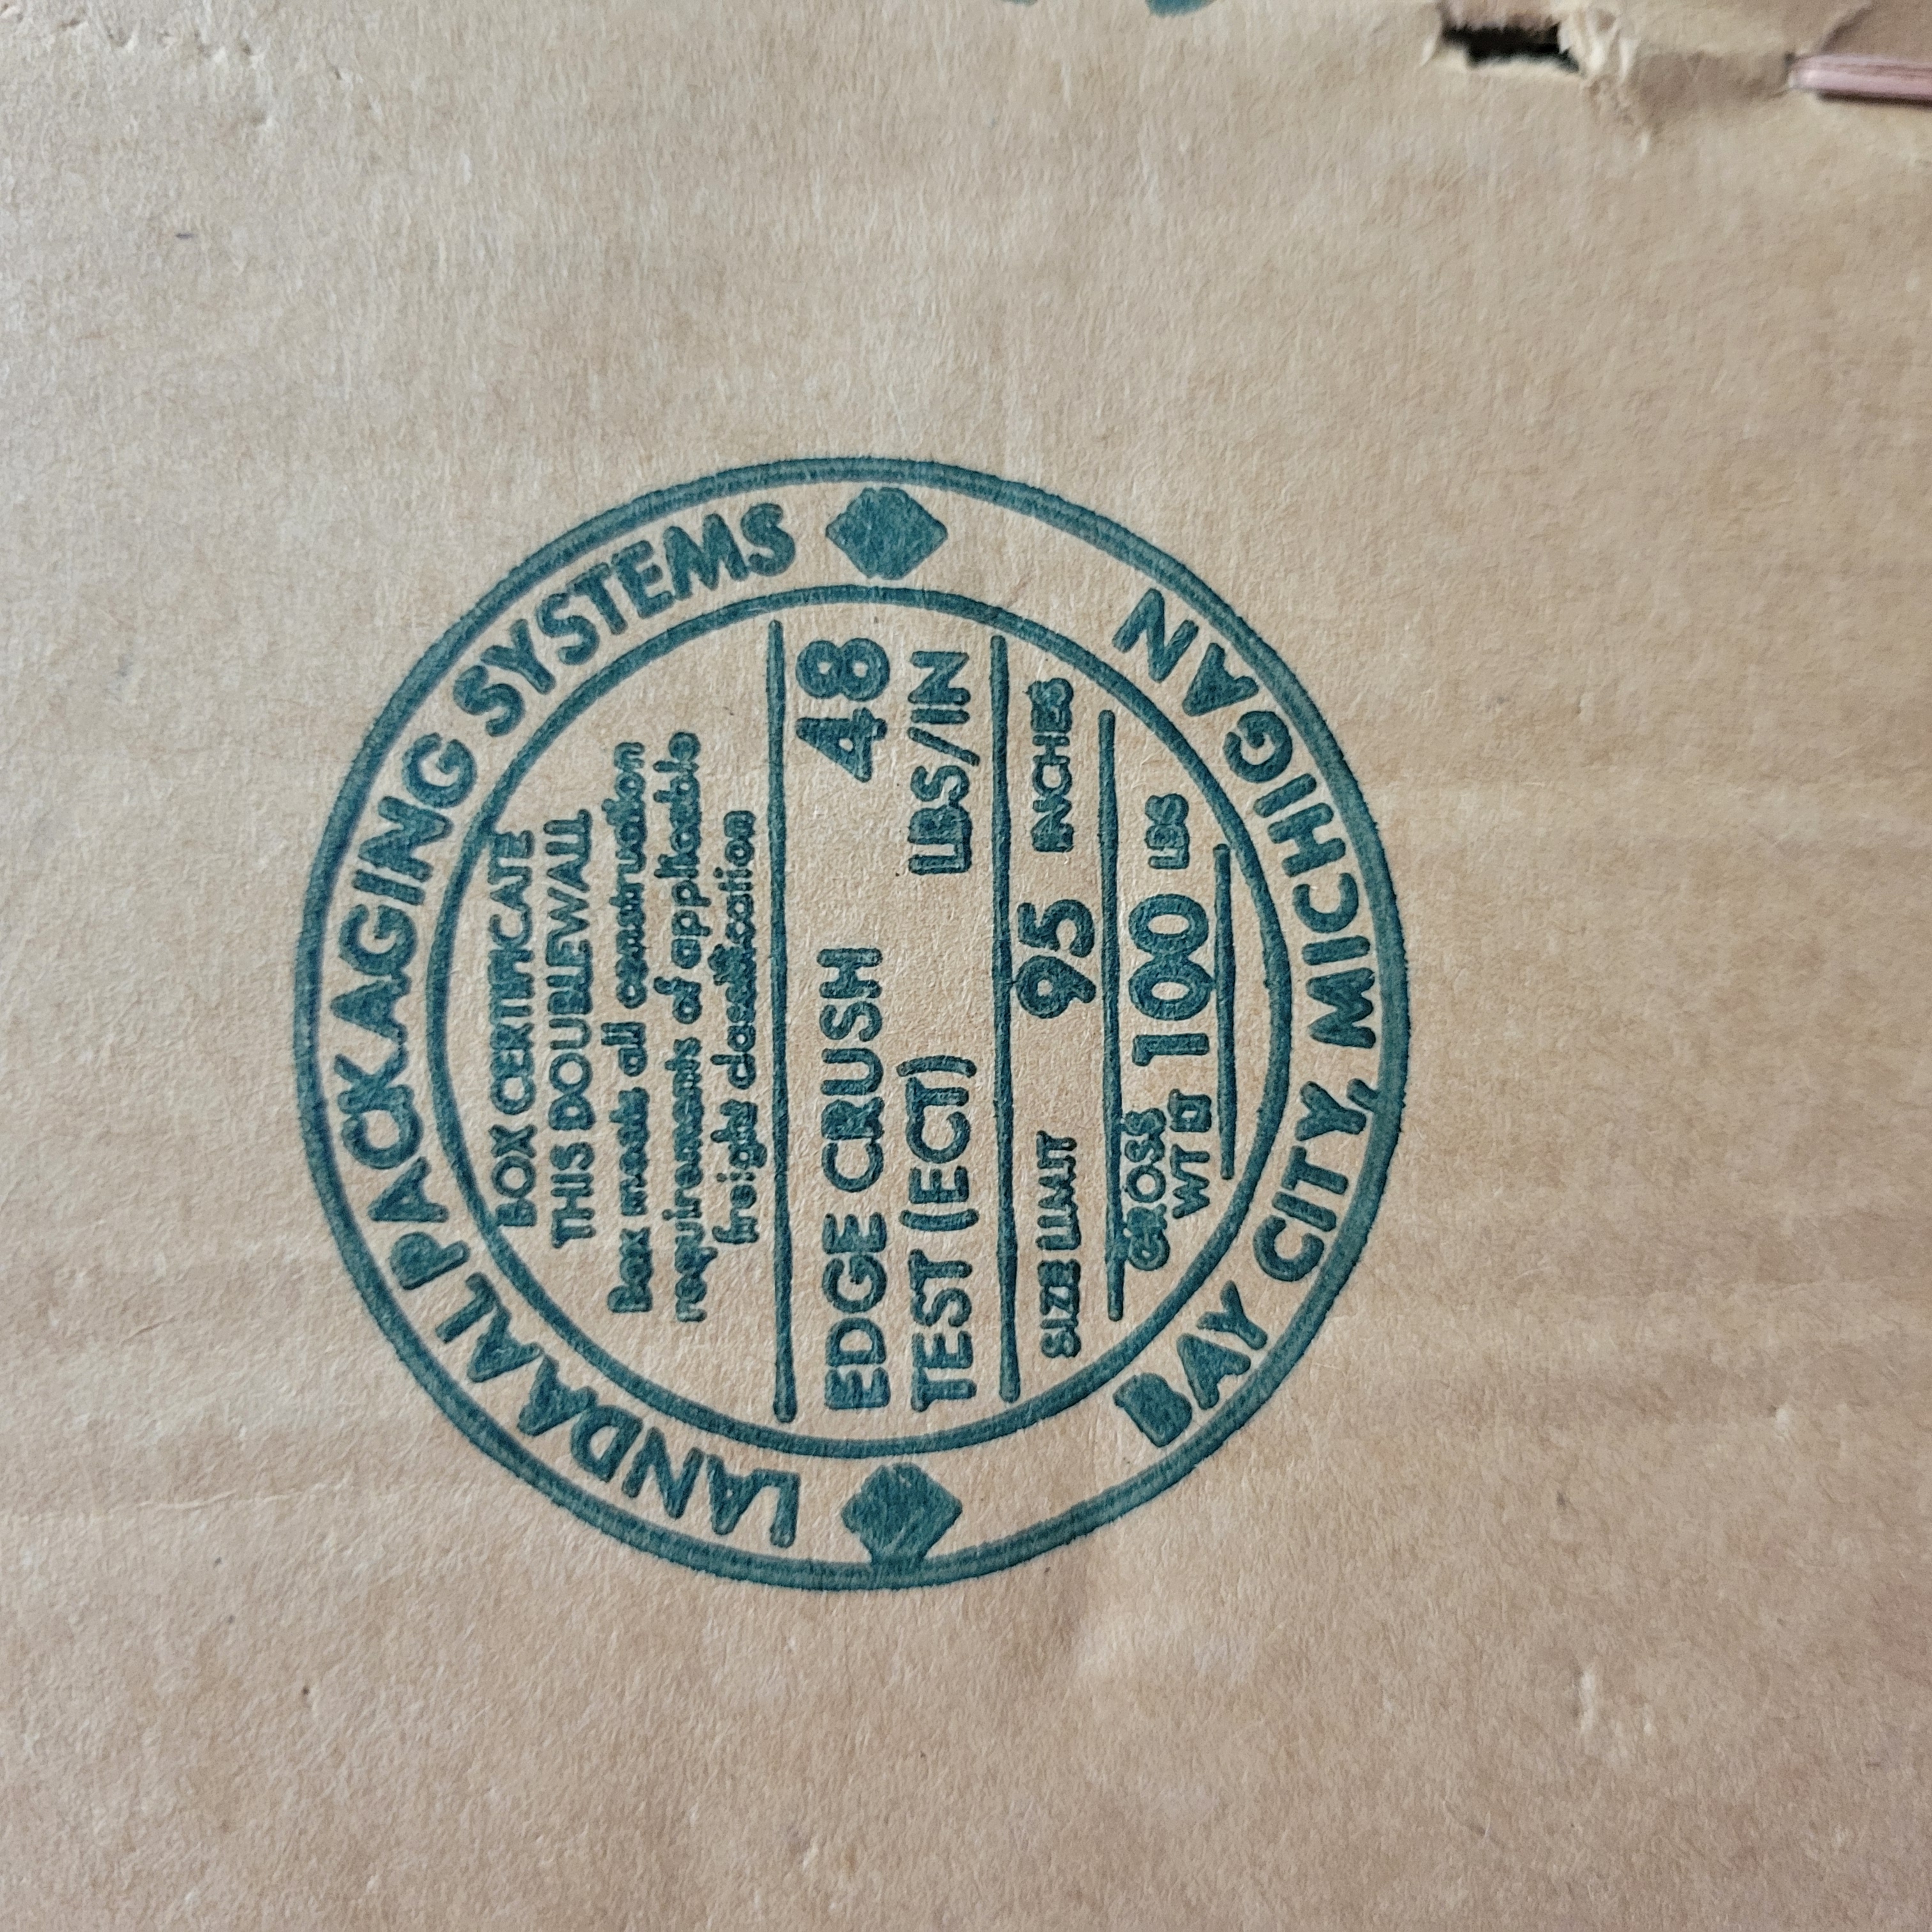 LANDAAL PACKAGING SYSTEMS
BOX CERTIFICATE
THIS DOUBLEWALL
Box meets all construction
requirements of applicable
freight classification
EDGE CRUSH 48
TEST (ECT) LBS/IN
SIZE LIMIT 95 INCHES
GROSS
WT LT 100 LBS
BAY CITY, MICHIGAN